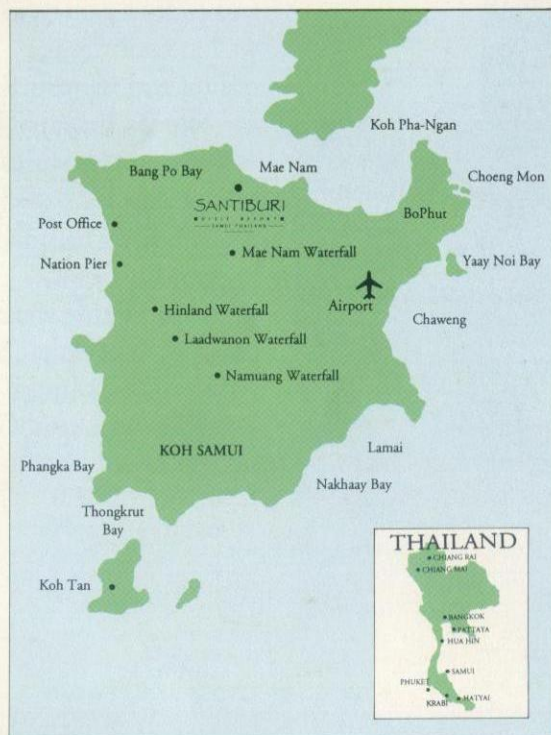 Koh Pha-Ngan
Bang Po Bay
Mae Nam
Choeng Mon
SANTIBURI
SAMUI THAILAND
BoPhut
Post Office
Mae Nam Waterfall
Nation Pier
Yaay Noi Bay
Airport
Hinland Waterfall
Chaweng
Laadwanon Waterfall
Namuang Waterfall
KOH SAMUI
Lamai
Phangka Bay
Nakhaay Bay
Thongkrut
Bay
Koh Tan
THAILAND
CHIANG RAI
CHIANG MAI
BANGKOK
PATTAYA
HUA HIN
SAMUI
PHUKET
KRABI
HATYAI